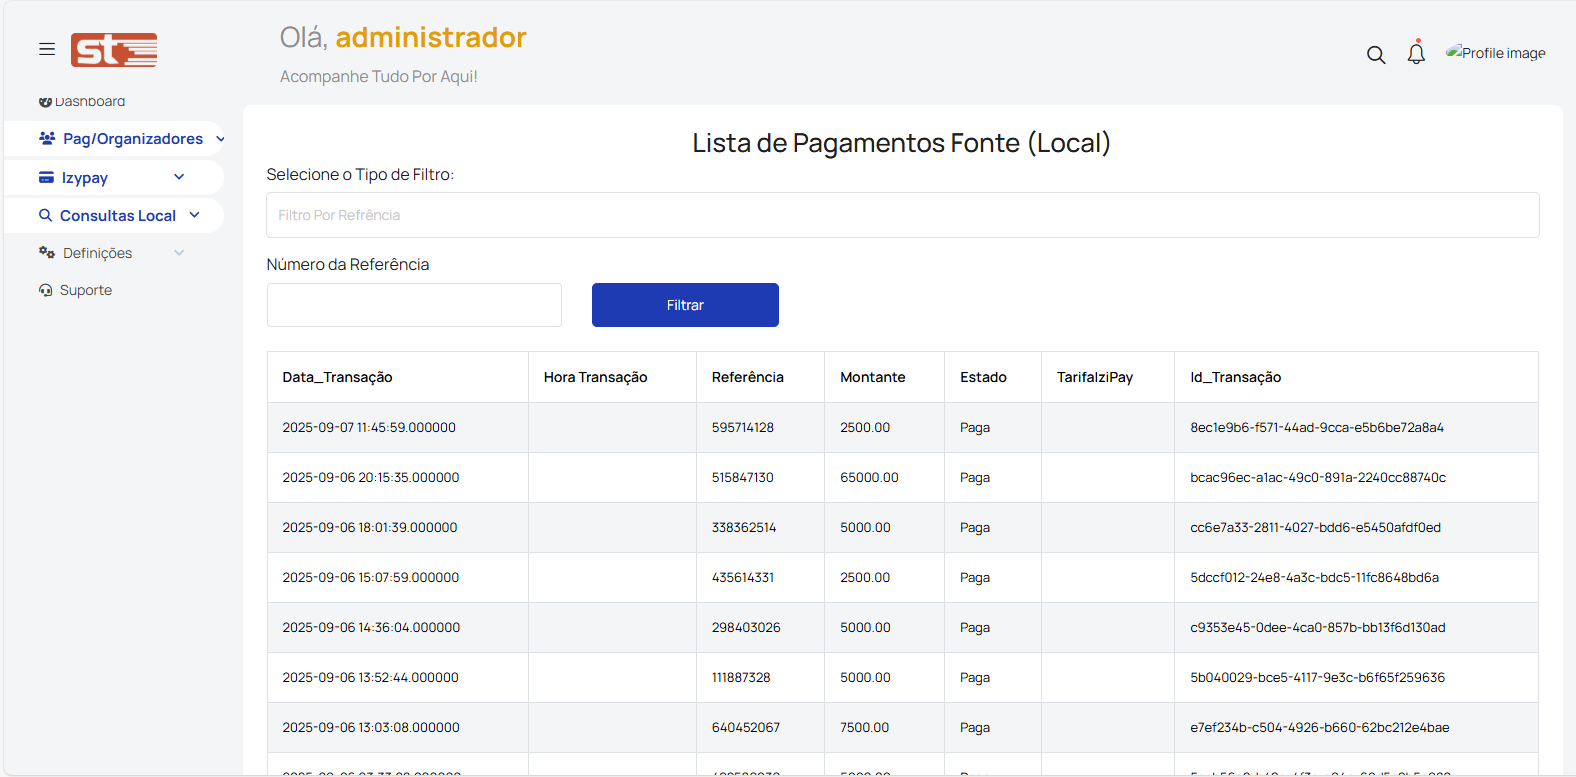 st
Olá, administrador
Acompanhe Tudo Por Aqui!
Profile image
Dashboard
Pag/Organizadores
Izypay
Consultas Local
Definições
Suporte
Lista de Pagamentos Fonte (Local)
Selecione o Tipo de Filtro:
Filtro Por Refrência
Número da Referência
Filtrar
Data_Transação Hora Transação Referência Montante Estado TarifaIziPay Id_Transação
2025-09-07 11:45:59.000000 595714128 2500.00 Paga 8ec1e9b6-f571-44ad-9cca-e5b6be72a8a4
2025-09-06 20:15:35.000000 515847130 65000.00 Paga bcac96ec-a1ac-49c0-891a-2240cc88740c
2025-09-06 18:01:39.000000 338362514 5000.00 Paga cc6e7a33-2811-4027-bdd6-e5450afdf0ed
2025-09-06 15:07:59.000000 435614331 2500.00 Paga 5dccf012-24e8-4a3c-bdc5-11fc8648bd6a
2025-09-06 14:36:04.000000 298403026 5000.00 Paga c9353e45-0dee-4ca0-857b-bb13f6d130ad
2025-09-06 13:52:44.000000 111887328 5000.00 Paga 5b040029-bce5-4117-9e3c-b6f65f259636
2025-09-06 13:03:08.000000 640452067 7500.00 Paga e7ef234b-c504-4926-b660-62bc212e4bae